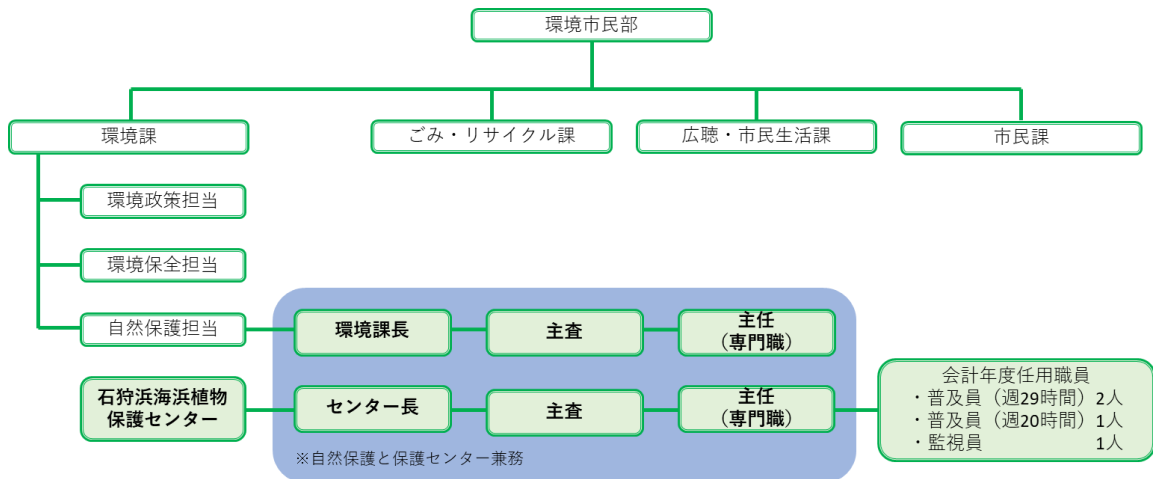 環境市民部
環境課
ごみ・リサイクル課
広聴・市民生活課
市民課
環境政策担当
環境保全担当
自然保護担当
環境課長
主査
主任
（専門職）
石狩浜海浜植物
保護センター
センター長
主査
主任
（専門職）
会計年度任用職員
・普及員（週29時間）2人
・普及員（週20時間）1人
・監視員 1人
※自然保護と保護センター兼務